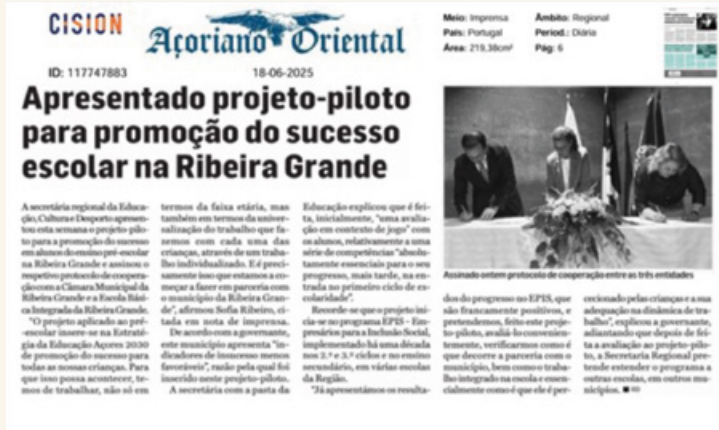 CISION
Açoriano Oriental
Meio: Imprensa
País: Portugal
Área: 219,38cm²
Âmbito: Regional
Period.: Diária
Pág: 6
ID: 117747883
18-06-2025
Apresentado projeto-piloto
para promoção do sucesso
escolar na Ribeira Grande
A secretária regional da Educa-
ção, Cultura e Desporto apresen-
tou esta semana o projeto-pilo-
to para a promoção do sucesso
em alunos do ensino pré-escolar
na Ribeira Grande e assinou o
respetivo protocolo de coopera-
ção com a Câmara Municipal da
Ribeira Grande e a Escola Bási-
ca Integrada da Ribeira Grande.
"O projeto aplicado ao pré-
-escolar insere-se na Estraté-
gia da Educação Açores 2030
de promoção do sucesso para
todas as nossas crianças. Para
que isso possa acontecer, te-
mos de trabalhar, não só em
termos da faixa etária, mas
também em termos da univer-
salização do trabalho que fa-
zemos com cada uma das
crianças, através de um traba-
lho individualizado. E é preci-
samente isso que estamos a co-
meçar a fazer em parceria com
o município da Ribeira Gran-
de", afirmou Sofia Ribeiro, ci-
tada em nota de imprensa.
De acordo com a governante,
este município apresenta "in-
dicadores de insucesso menos
favoráveis", razão pela qual foi
inserido neste projeto-piloto.
A secretária com a pasta da
Educação explicou que é fei-
ta, inicialmente, "uma avalia-
ção em contexto de jogo" com
os alunos, relativamente a uma
série de competências "absolu-
tamente essenciais para o seu
progresso, mais tarde, na en-
trada no primeiro ciclo de es-
colaridade".
Recorde-se que o projeto ini-
cia-se no programa EPIS - Em-
presários para a Inclusão Social,
implementado há uma década
nos 2.º e 3.º ciclos e no ensino
secundário, em várias escolas
da Região.
"Já apresentámos os resulta-
Assinado ontem protocolo de cooperação entre as três entidades
dos do progresso no EPIS, que
são francamente positivos, e
pretendemos, feito este proje-
to-piloto, avaliá-lo convenien-
temente, verificarmos como é
que decorre a parceria com o
município, bem como o traba-
lho integrado na escola e essen-
cialmente como é que ele é per-
cecionado pelas crianças e a sua
adequação na dinâmica de tra-
balho", explicou a governante,
adiantando que depois de fei-
ta a avaliação ao projeto-pilo-
to, a Secretaria Regional pre-
tende estender o programa a
outras escolas, em outros mu-
nicípios.